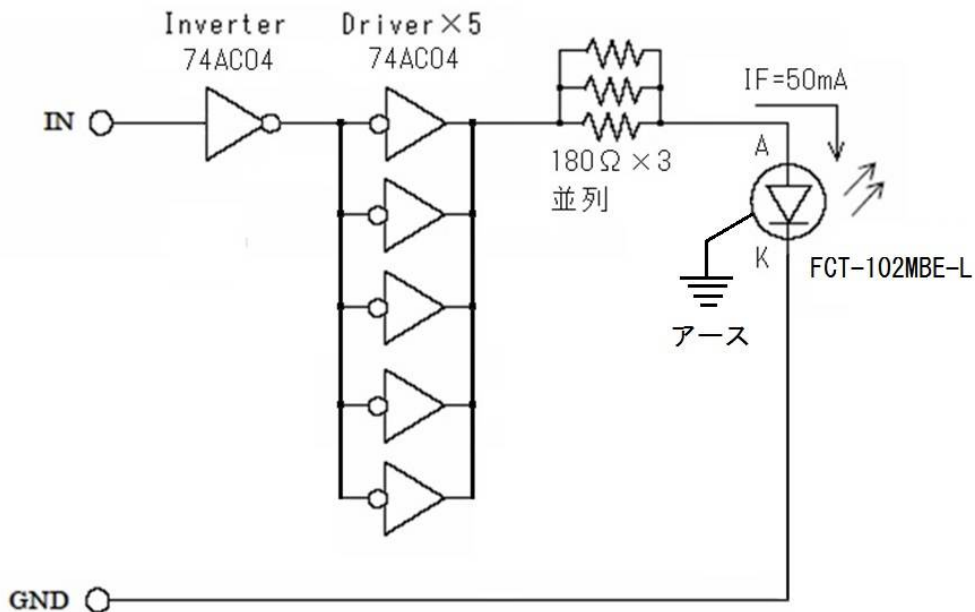 Inverter
74AC04
Driver×5
74AC04
IF=50mA
IN
180Ω×3
並列
A
K
FCT-102MBE-L
アース
GND